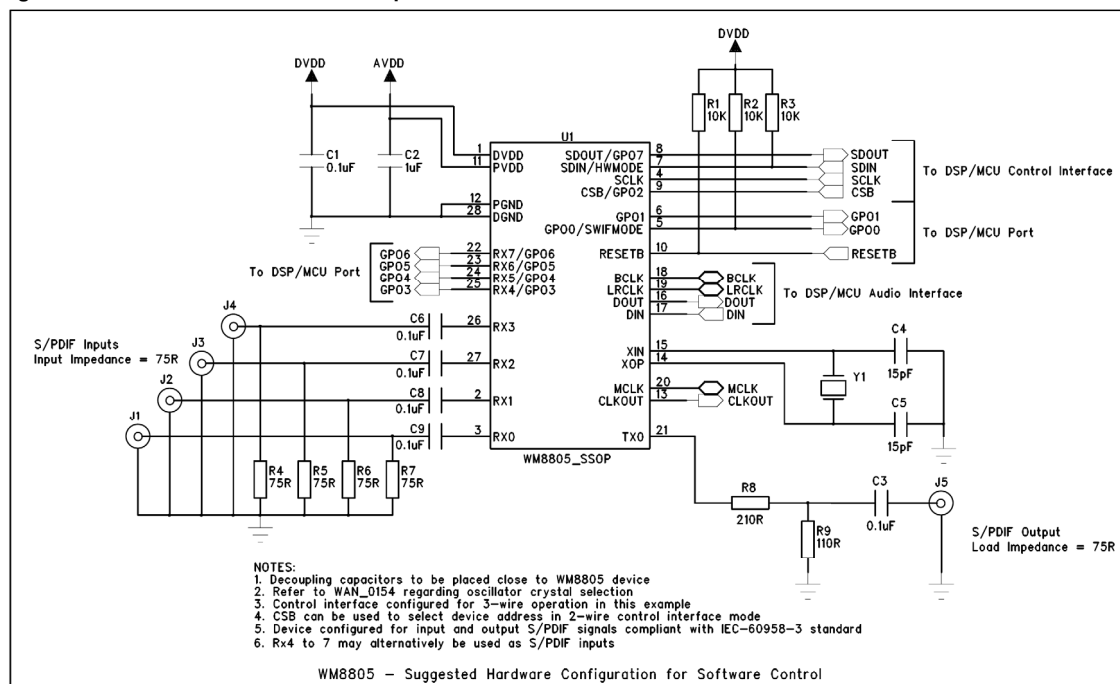 DVDD
AVDD
DVDD
R1
10K
R2
10K
R3
10K
C1
0.1uF
C2
1uF
U1
1 DVDD
11 PVDD
12 PGND
28 DGND
SDOUT/GPO7 8 SDOUT
SDIN/HWMODE 7 SDIN
SCLK 4 SCLK
CSB/GPO2 9 CSB
To DSP/MCU Control Interface
GPO1 6 GPO1
GPO0/SWIFMODE 5 GPO0
To DSP/MCU Port
RESETB 10 RESETB
To DSP/MCU Port
GPO6 22 RX7/GPO6
GPO5 23 RX6/GPO5
GPO4 24 RX5/GPO4
GPO3 25 RX4/GPO3
BCLK 18 BCLK
LRCLK 19 LRCLK
DOUT 16 DOUT
DIN 17 DIN
To DSP/MCU Audio Interface
S/PDIF Inputs
Input Impedance = 75R
J4
C6
0.1uF
26 RX3
J3
C7
0.1uF
27 RX2
J2
C8
0.1uF
2 RX1
J1
C9
0.1uF
3 RX0
R4
75R
R5
75R
R6
75R
R7
75R
XIN 15
XOP 14
C4
15pF
Y1
C5
15pF
MCLK 20 MCLK
CLKOUT 13 CLKOUT
TX0 21
WM8805_SSOP
R8
210R
R9
110R
C3
0.1uF
J5
S/PDIF Output
Load Impedance = 75R
NOTES:
1. Decoupling capacitors to be placed close to WM8805 device
2. Refer to WAN_0154 regarding oscillator crystal selection
3. Control interface configured for 3-wire operation in this example
4. CSB can be used to select device address in 2-wire control interface mode
5. Device configured for input and output S/PDIF signals compliant with IEC-60958-3 standard
6. Rx4 to 7 may alternatively be used as S/PDIF inputs
WM8805 - Suggested Hardware Configuration for Software Control